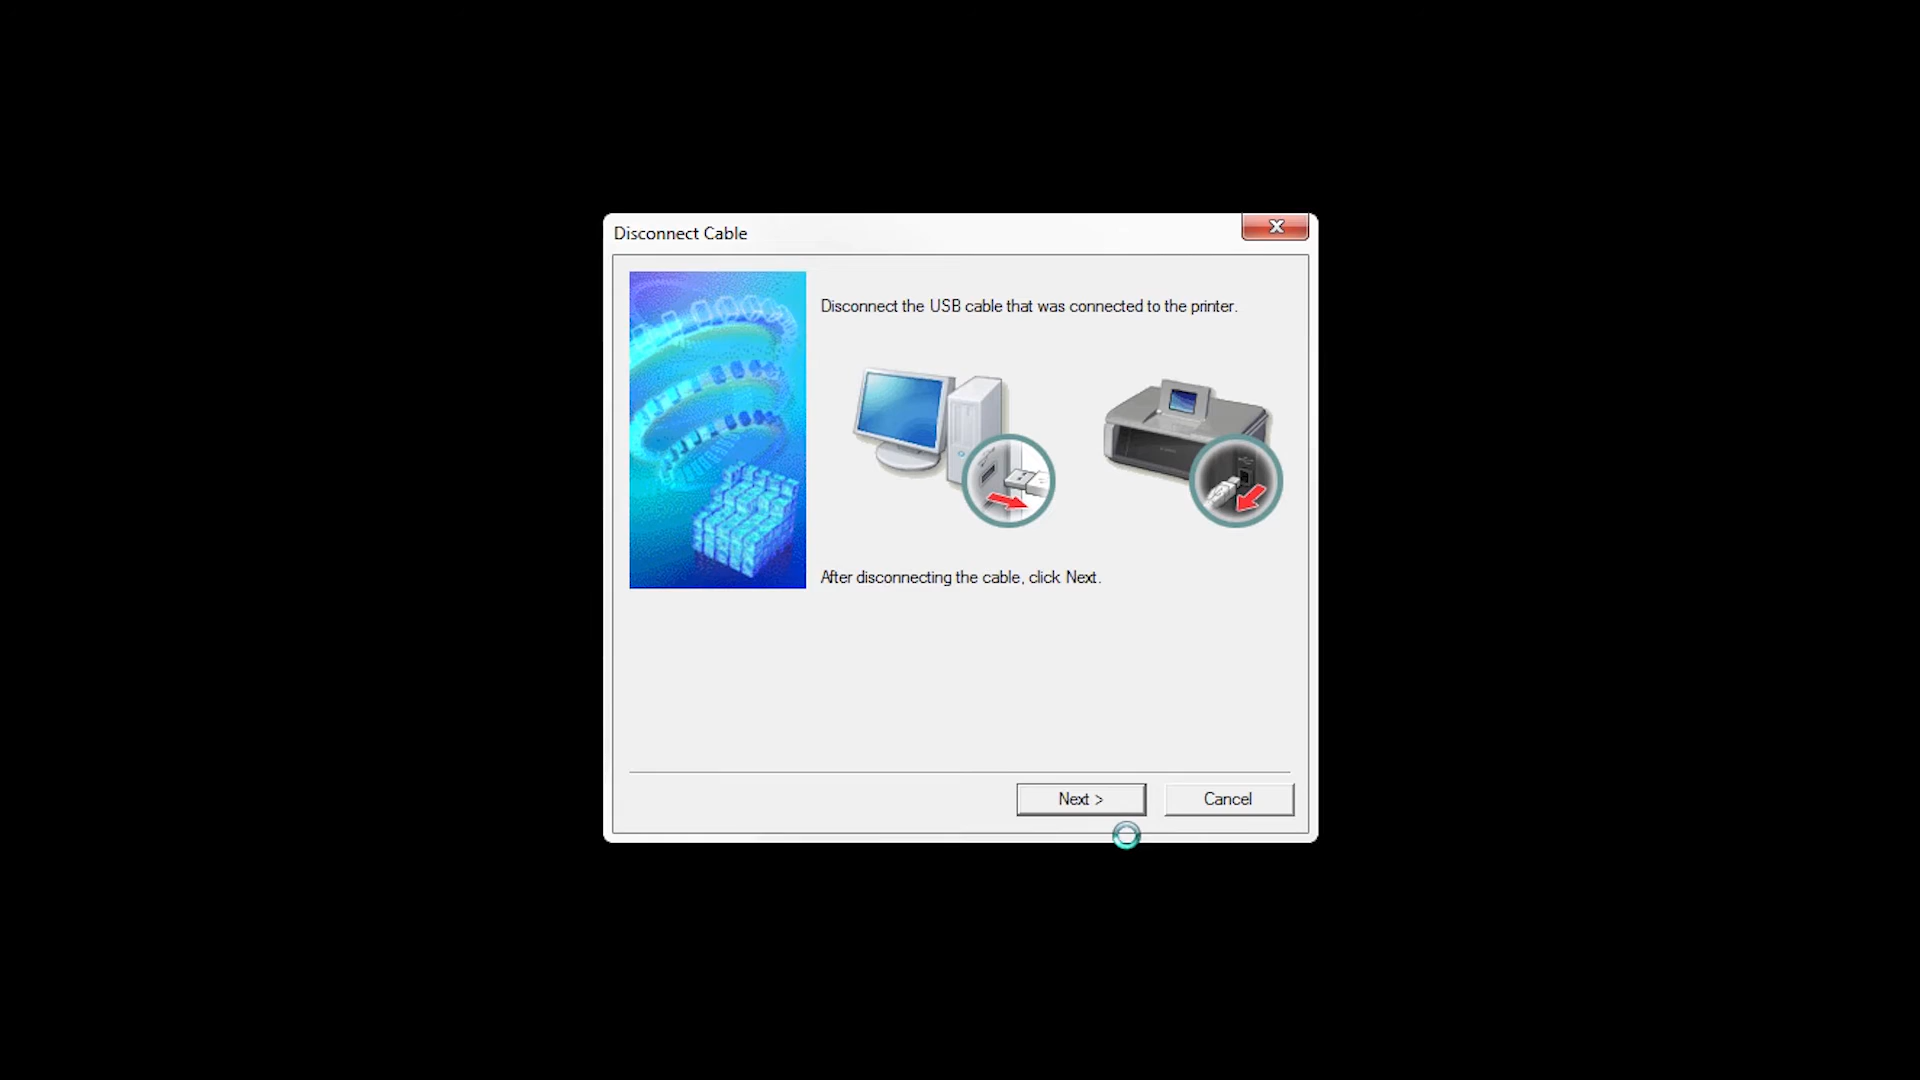 Disconnect Cable
Disconnect the USB cable that was connected to the printer.
After disconnecting the cable, click Next.
Next >
Cancel